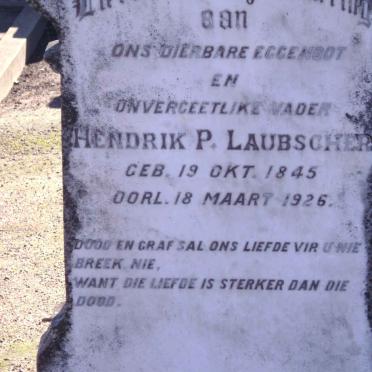 aan
ONS DIERBARE EGGENOOT
EN
ONVERGEETLIKE VADER
HENDRIK P. LAUBSCHER
GEB. 19 OKT. 1845
OORL. 18 MAART 1926.
DOOD EN GRAF SAL ONS LIEFDE VIR U NIE
BREEK NIE,
WANT DIE LIEFDE IS STERKER DAN DIE
DOOD.